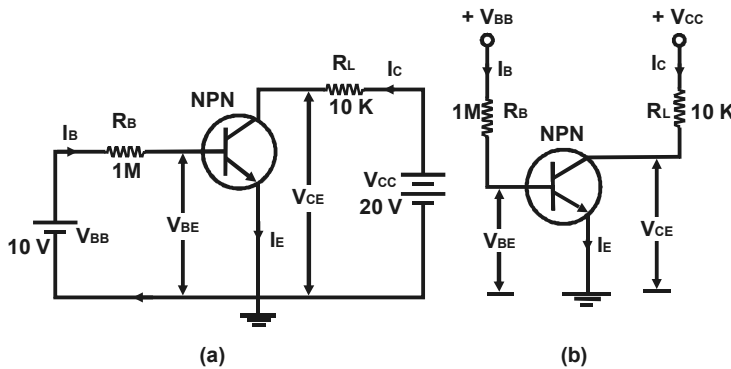 + VBB
+ VCC
IB
IC
1M
RB
RL
10 K
NPN
VBE
VCE
IE
(b)
NPN
RL
10 K
IC
IB
RB
1M
VBE
VCE
VCC
20 V
10 V
VBB
IE
(a)